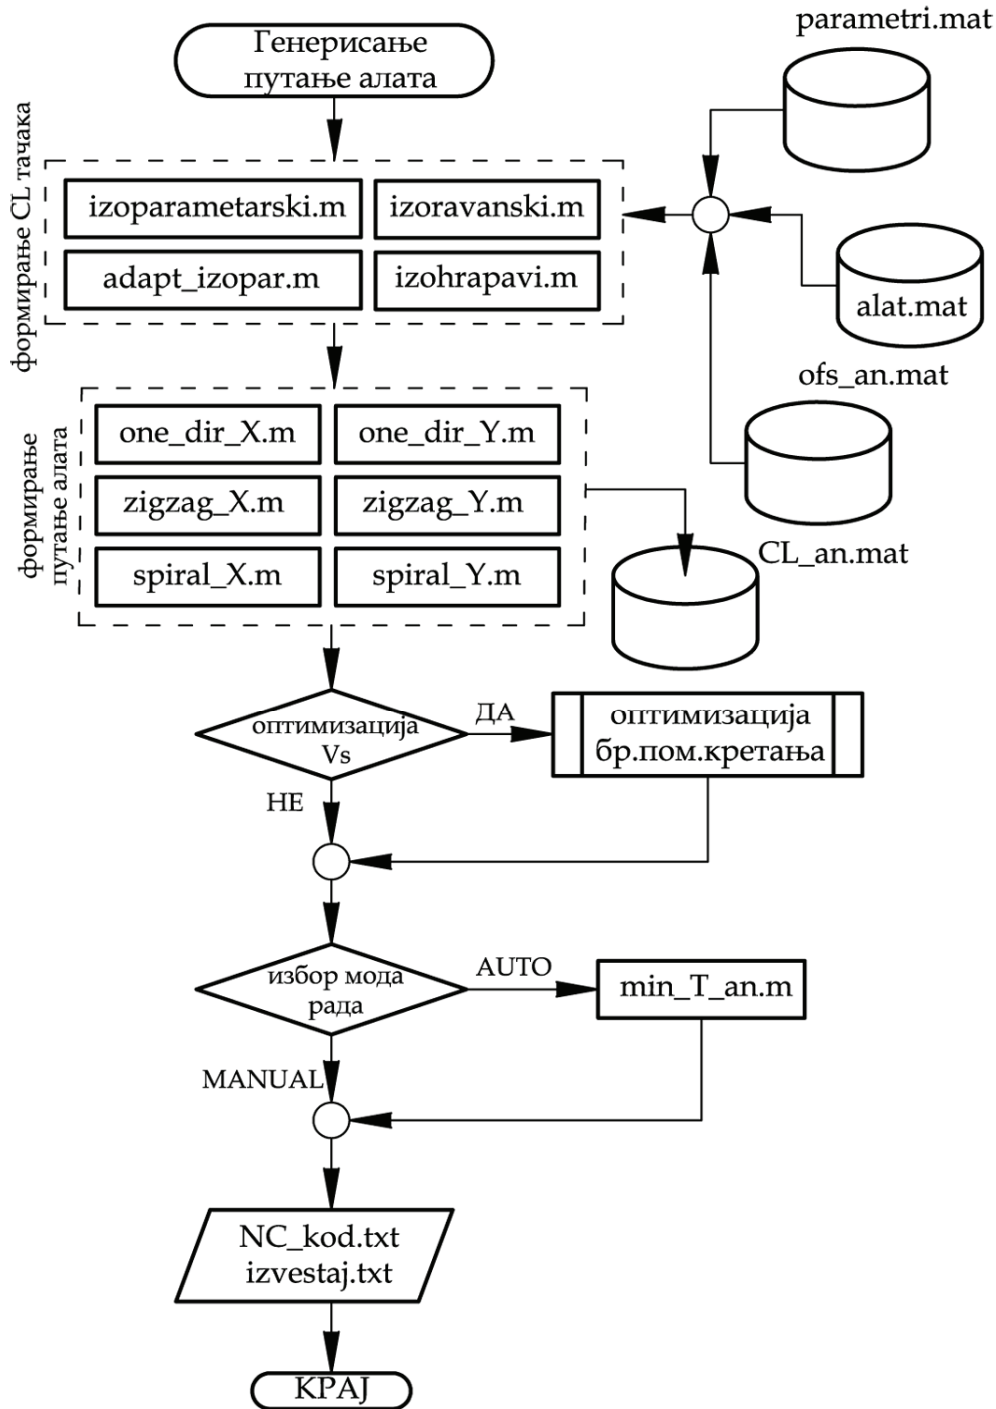 parametri.mat
Генерисање
путање алата
формирање CL тачака
izoparametarski.m
izoravanski.m
adapt_izopar.m
izohrapavi.m
alat.mat
ofs_an.mat
формирање
путање алата
one_dir_X.m
one_dir_Y.m
zigzag_X.m
zigzag_Y.m
spiral_X.m
spiral_Y.m
CL_an.mat
оптимизација
Vs
ДА
оптимизација
бр.пом.кретања
НЕ
избор мода
рада
AUTO
min_T_an.m
MANUAL
NC_kod.txt
izvestaj.txt
КРАЈ